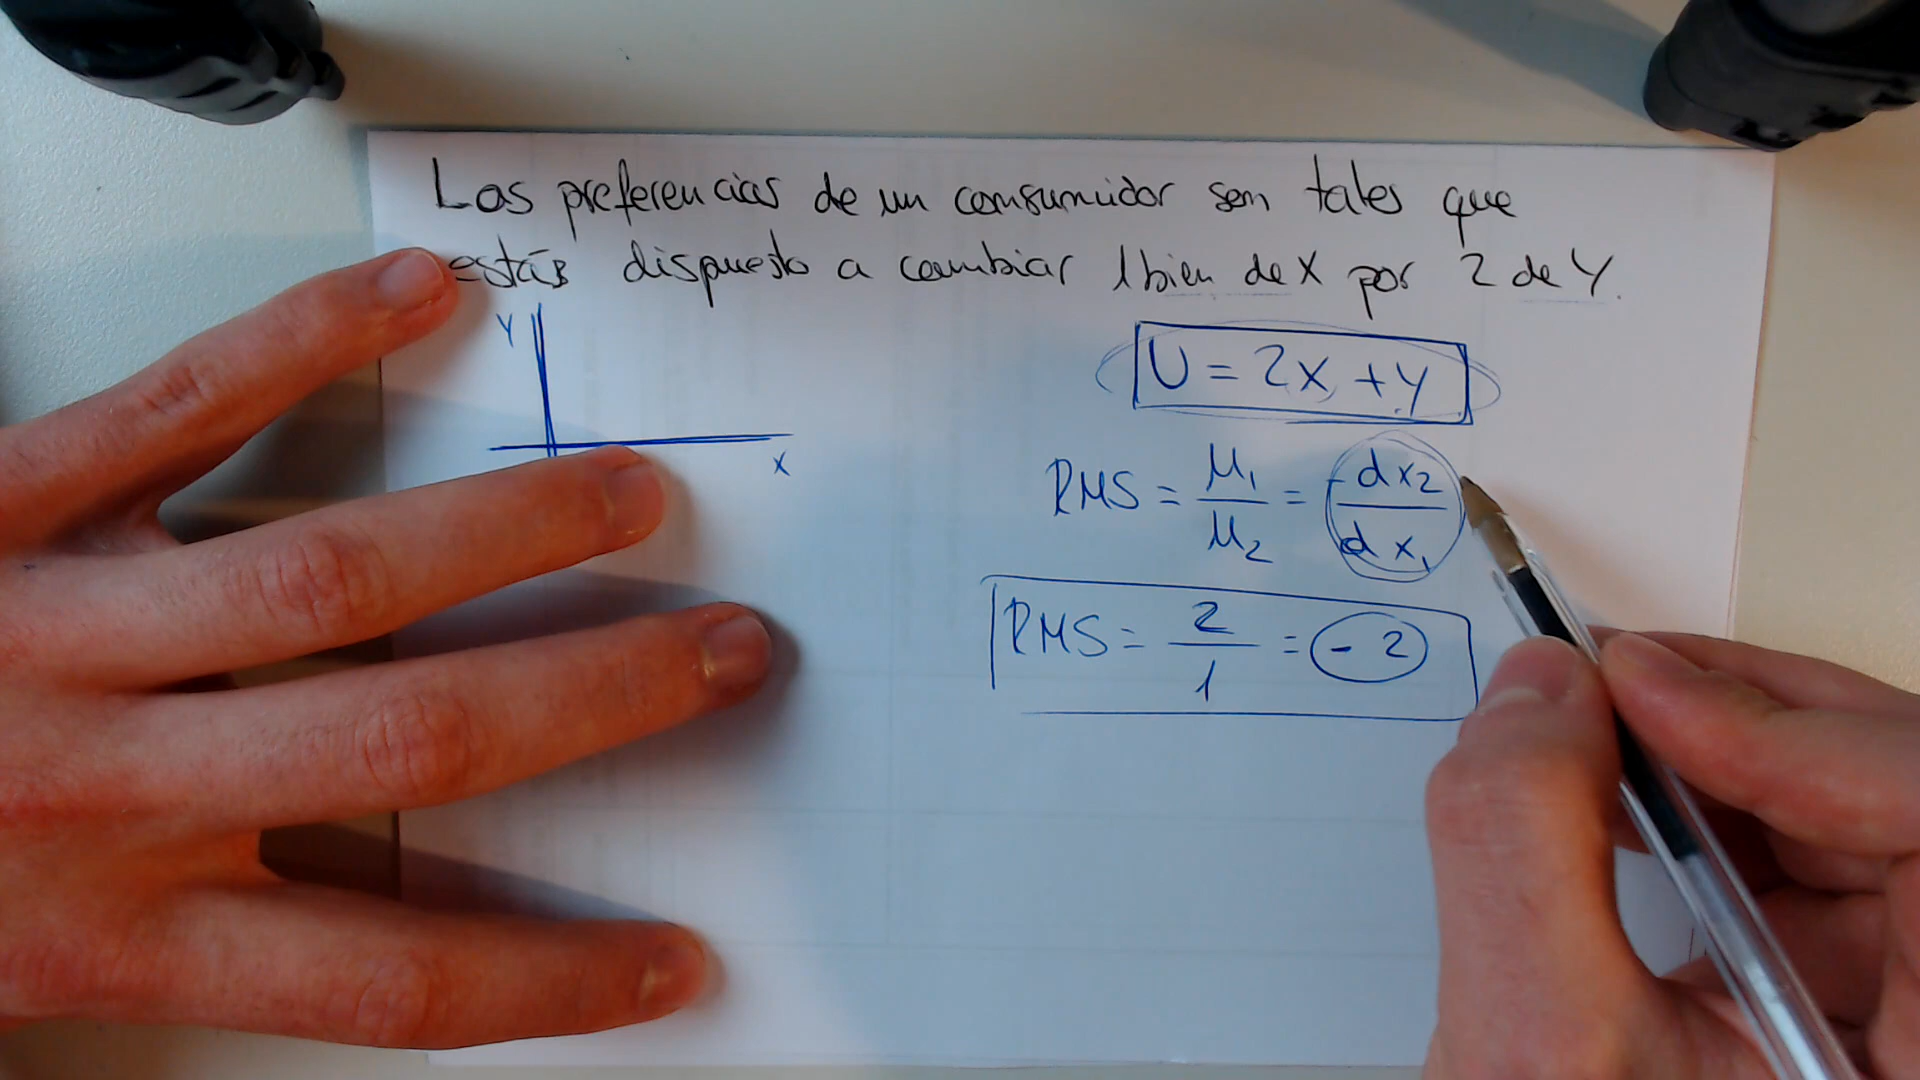 Las preferencias de un consumidor son tales que
estás dispuesto a cambiar 1 bien de X por 2 de Y.
Y
X
U = 2x + y
RMS = μ1 / μ2 = - dx2 / dx1
RMS = 2 / 1 = - 2